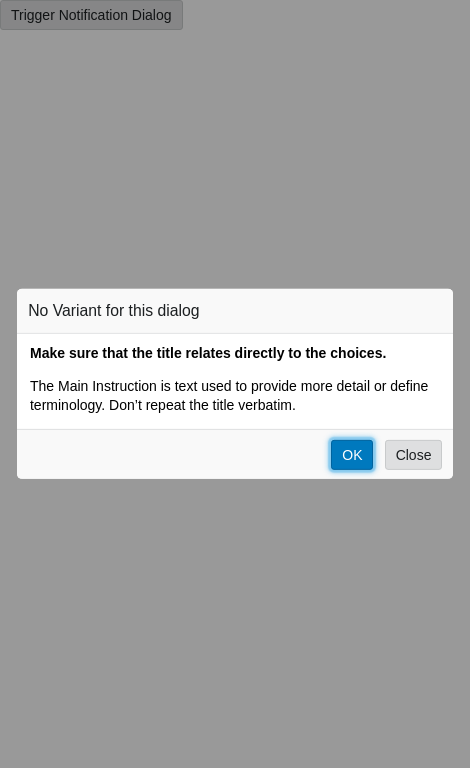 Trigger Notification Dialog
No Variant for this dialog
Make sure that the title relates directly to the choices.
The Main Instruction is text used to provide more detail or define
terminology. Don’t repeat the title verbatim.
OK Close